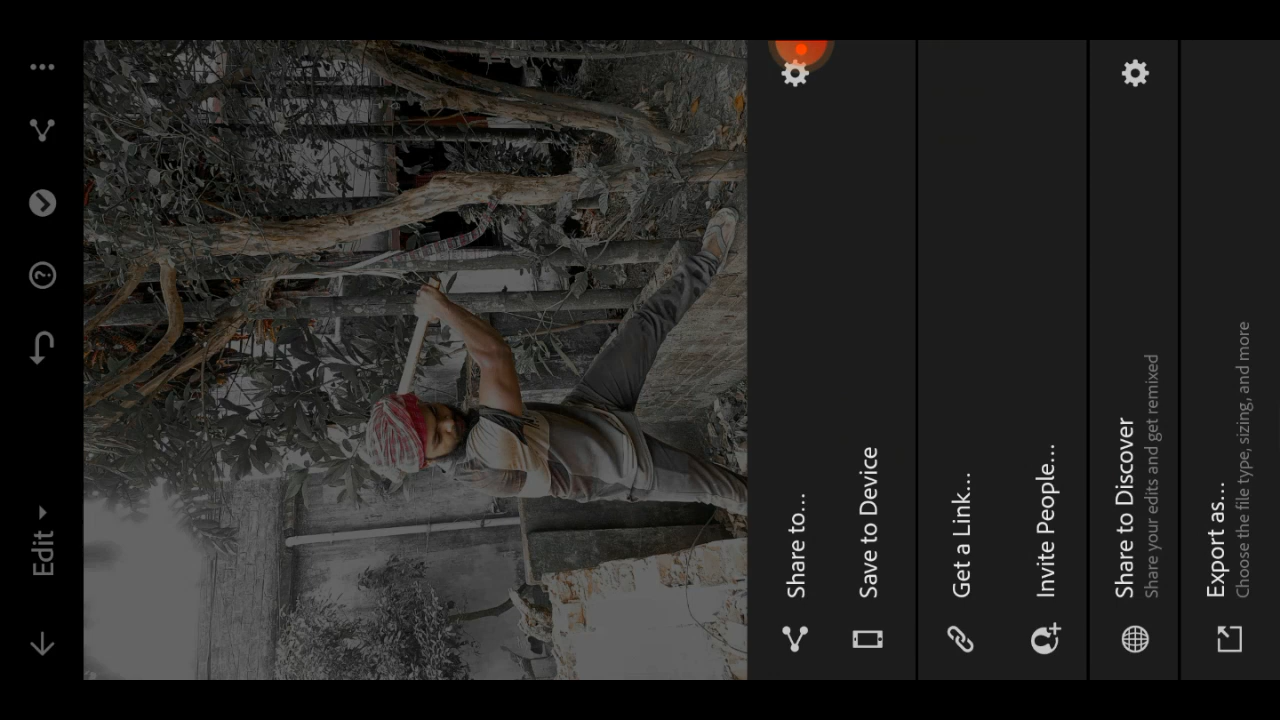 Edit
Share to...
Save to Device
Get a Link...
Invite People...
Share to Discover
Share your edits and get remixed
Export as...
Choose the file type, sizing, and more